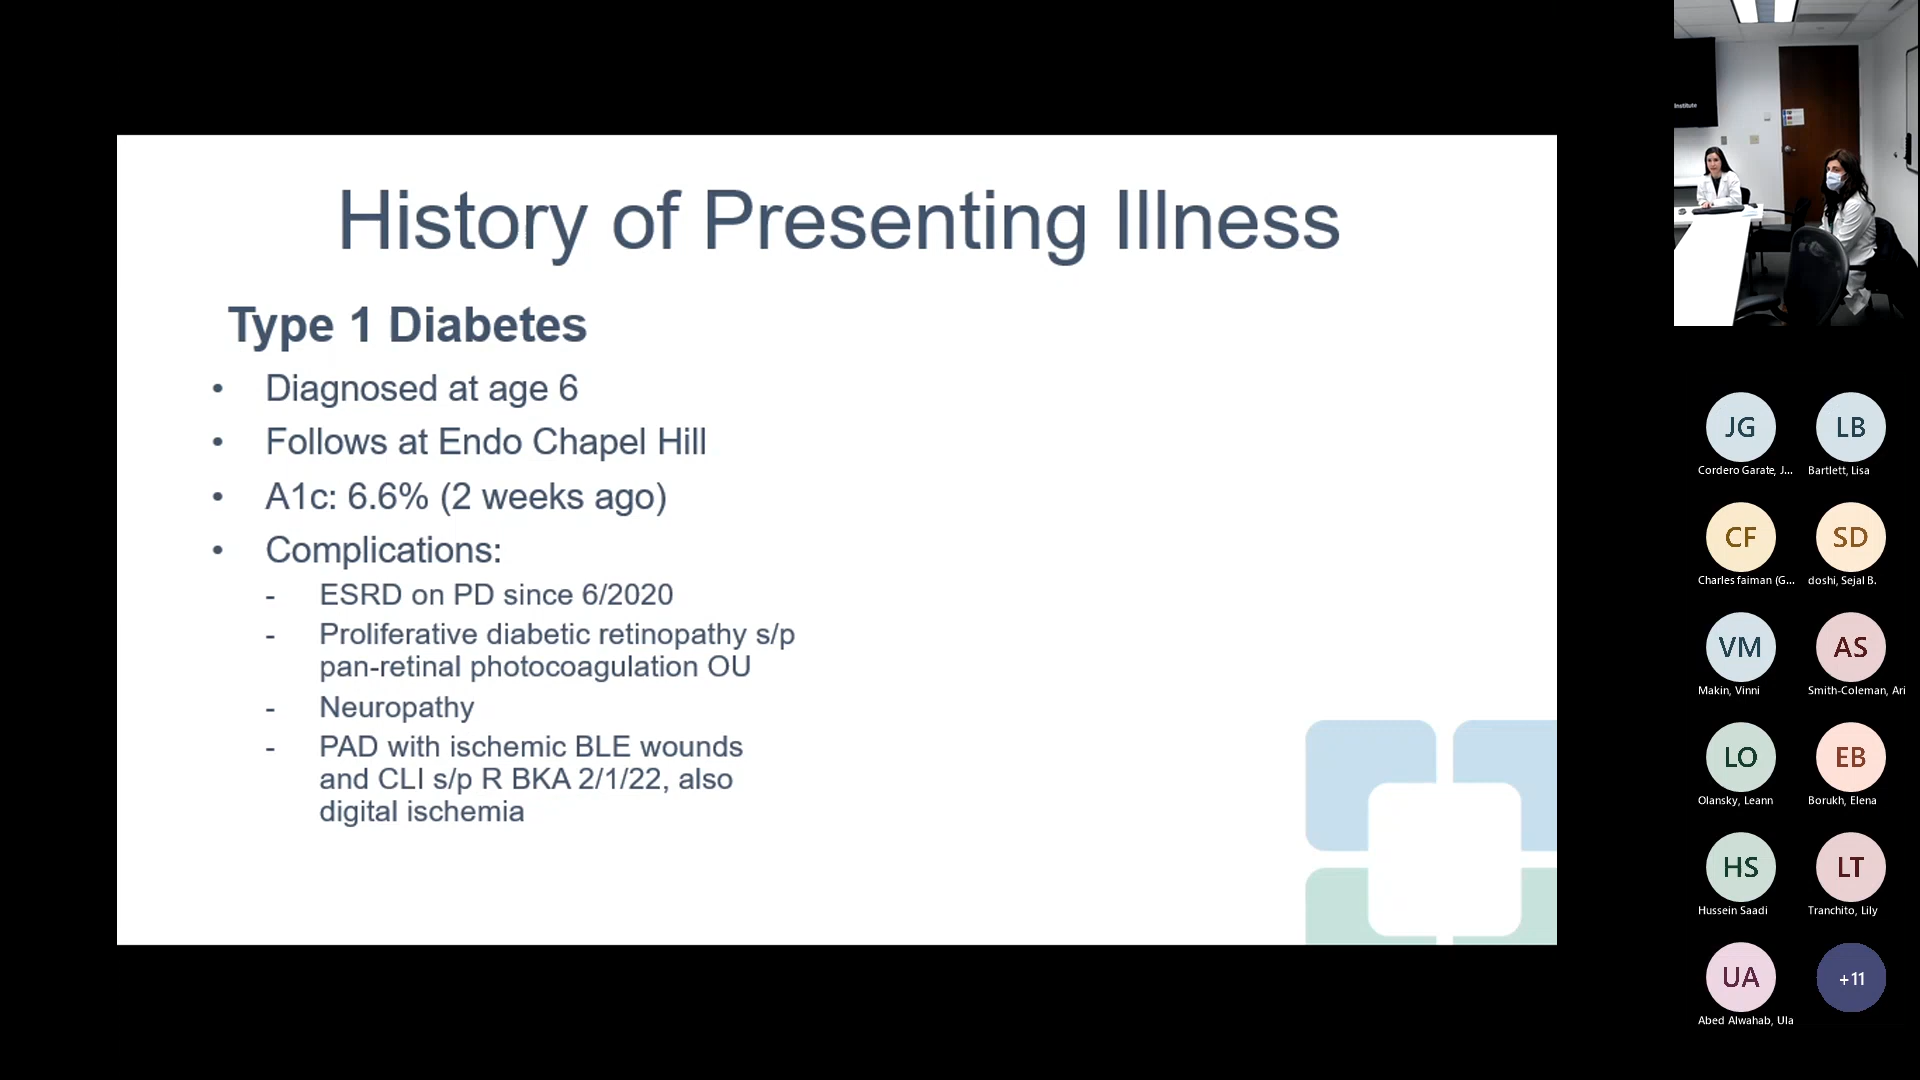 History of Presenting Illness
Type 1 Diabetes
• Diagnosed at age 6
• Follows at Endo Chapel Hill
• A1c: 6.6% (2 weeks ago)
• Complications:
- ESRD on PD since 6/2020
- Proliferative diabetic retinopathy s/p
pan-retinal photocoagulation OU
- Neuropathy
- PAD with ischemic BLE wounds
and CLI s/p R BKA 2/1/22, also
digital ischemia
Institute
JG
Cordero Garate, J...
LB
Bartlett, Lisa
CF
Charles faiman (G...
SD
doshi, Sejal B.
VM
Makin, Vinni
AS
Smith-Coleman, Ari
LO
Olansky, Leann
EB
Borukh, Elena
HS
Hussein Saadi
LT
Tranchito, Lily
UA
Abed Alwahab, Ula
+11